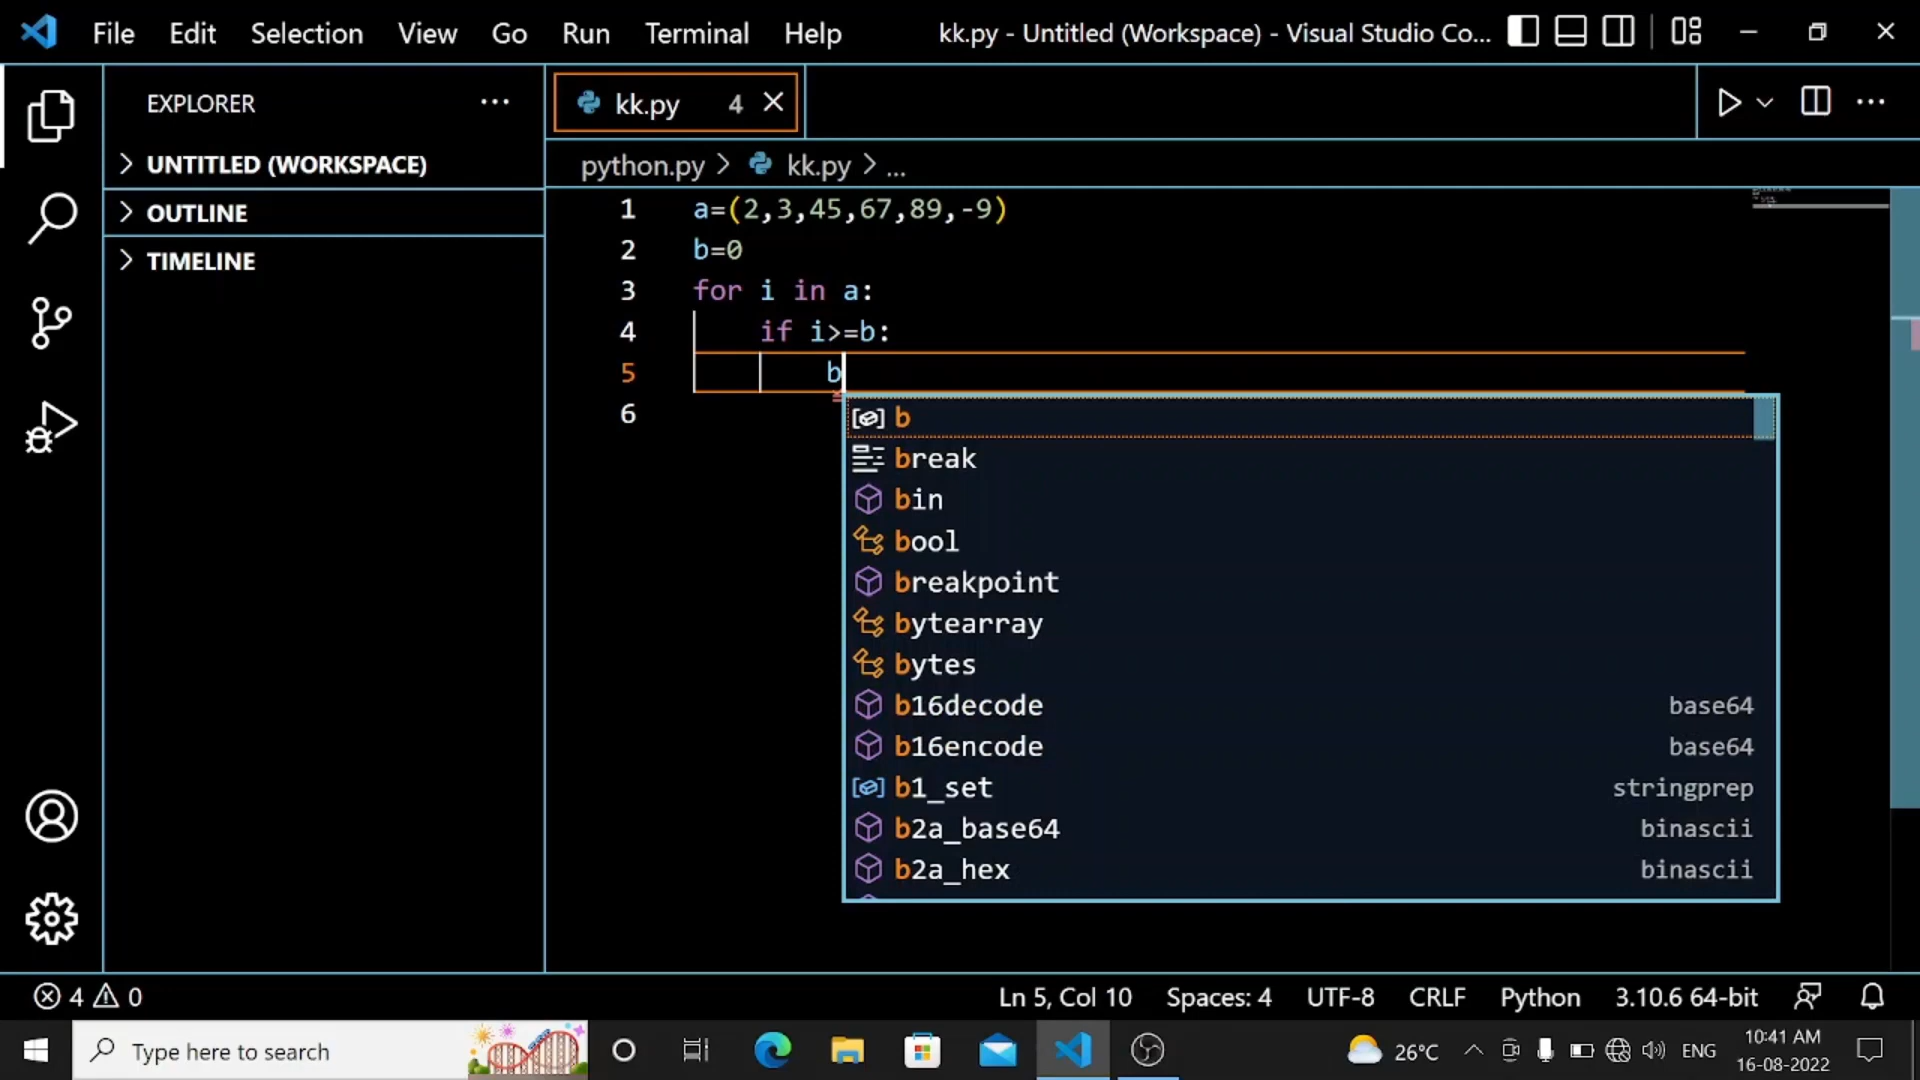 File Edit Selection View Go Run Terminal Help kk.py - Untitled (Workspace) - Visual Studio Co...
EXPLORER ...
kk.py 4
UNTITLED (WORKSPACE)
OUTLINE
TIMELINE
python.py > kk.py > ...
1 a=(2,3,45,67,89,-9)
2 b=0
3 for i in a:
4 if i>=b:
5 b
6
b
break
bin
bool
breakpoint
bytearray
bytes
b16decode base64
b16encode base64
b1_set stringprep
b2a_base64 binascii
b2a_hex binascii
4 0 Ln 5, Col 10 Spaces: 4 UTF-8 CRLF Python 3.10.6 64-bit
Type here to search 26°C ENG 10:41 AM
16-08-2022